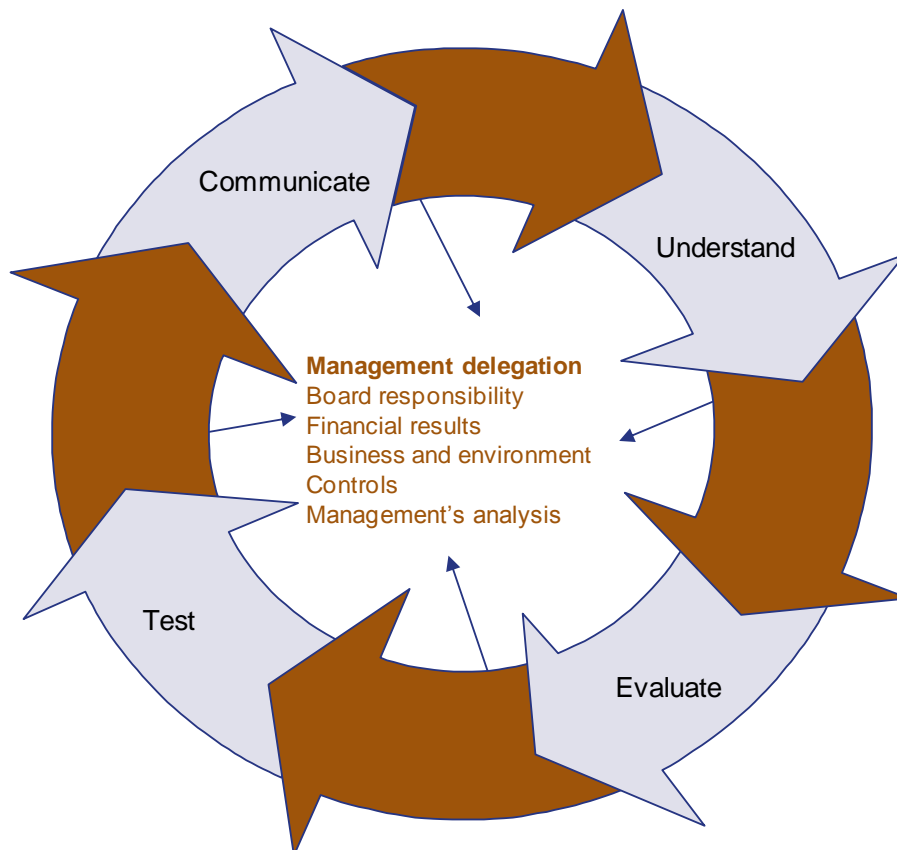 Communicate
Understand
Management delegation
Board responsibility
Financial results
Business and environment
Controls
Management’s analysis
Test
Evaluate